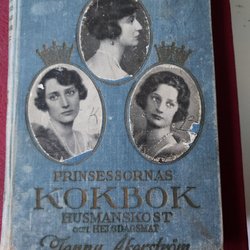 PRINSESSORNAS
KOKBOK
HUSMANSKOST
OCH HELGDAGSMAT
Jenny Åkerström